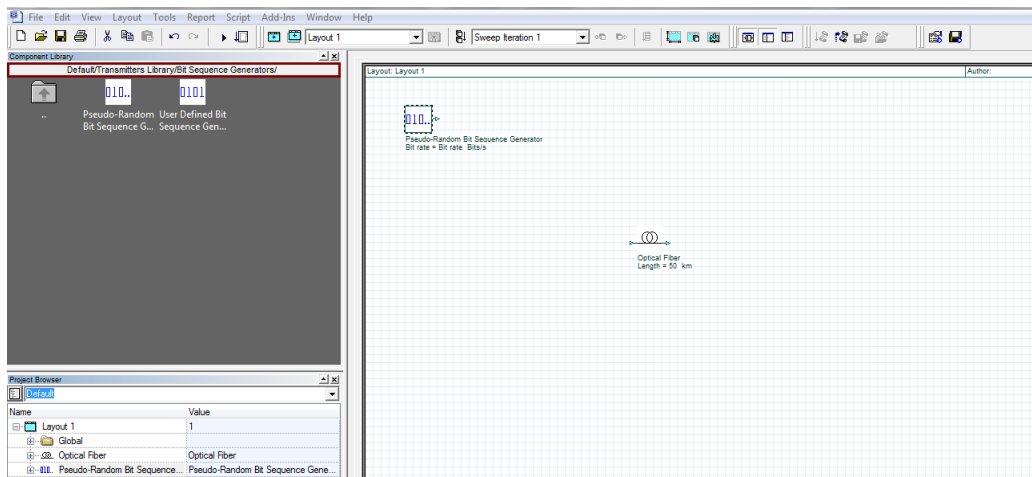 File Edit View Layout Tools Report Script Add-Ins Window Help
Layout 1 Sweep Iteration 1
Component Library
Default/Transmitters Library/Bit Sequence Generators/
010.. 0101
.. Pseudo-Random User Defined Bit
Bit Sequence G... Sequence Gen...
Layout: Layout 1 Author:
010..
Pseudo-Random Bit Sequence Generator
Bit rate = Bit rate Bits/s
Optical Fiber
Length = 50 km
Project Browser
Default
Name Value
Layout 1 1
Global
Optical Fiber Optical Fiber
010.. Pseudo-Random Bit Sequence... Pseudo-Random Bit Sequence Gene...